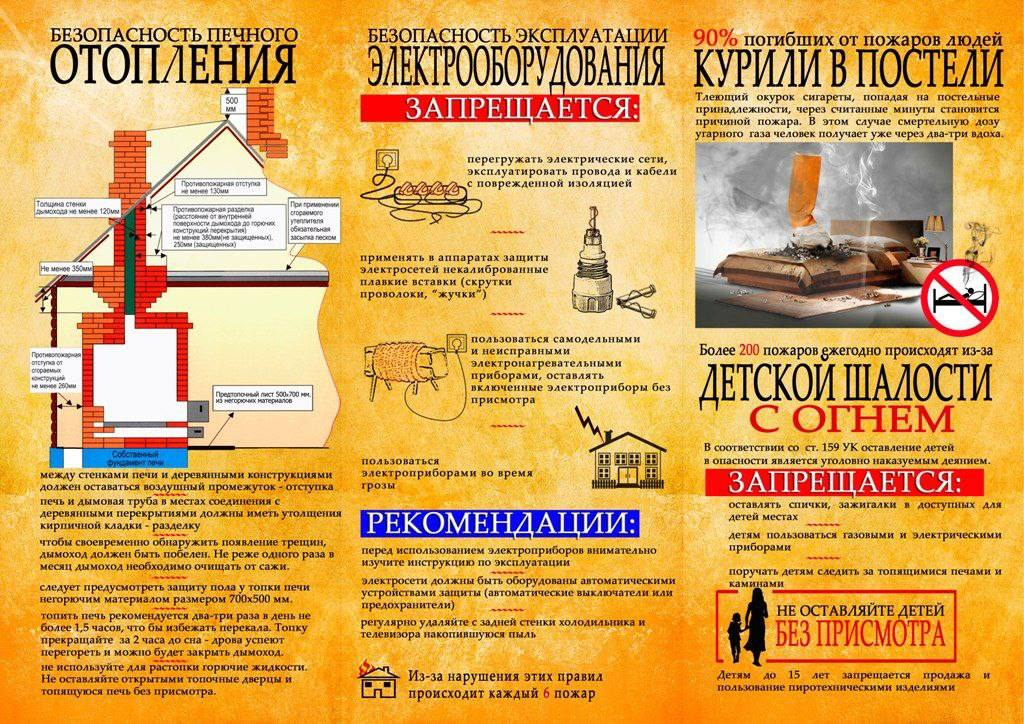 БЕЗОПАСНОСТЬ ПЕЧНОГО
ОТОПЛЕНИЯ
500
мм
Противопожарная отступка
не менее 130мм
Толщина стенки
дымохода не менее 120мм
Противопожарная разделка
(расстояние от внутренней
поверхности дымохода до горючих
конструкций перекрытия)
не менее 380мм(не защищенных),
250мм (защищенных)
При применении
сгораемого
утеплителя
обязательная
засыпка песком
Не менее 350мм
Противопожарная
отступка от
сгораемых
конструкций
не менее 260мм
Предтопочный лист 500х700 мм,
из негорючих материалов
Собственный
фундамент печи
между стенками печи и деревянными конструкциями
должен оставаться воздушный промежуток - отступка
печь и дымовая труба в местах соединения с
деревянными перекрытиями должны иметь утолщения
кирпичной кладки - разделку
чтобы своевременно обнаружить появление трещин,
дымоход должен быть побелен. Не реже одного раза в
месяц дымоход необходимо очищать от сажи.
следует предусмотреть защиту пола у топки печи
негорючим материалом размером 700х500 мм.
топить печь рекомендуется два-три раза в день не
более 1,5 часов, что бы избежать перекала. Топку
прекращайте за 2 часа до сна - дрова успеют
перегореть и можно будет закрыть дымоход.
не используйте для растопки горючие жидкости.
Не оставляйте открытыми топочные дверцы и
топящуюся печь без присмотра.
БЕЗОПАСНОСТЬ ЭКСПЛУАТАЦИИ
ЭЛЕКТРООБОРУДОВАНИЯ
ЗАПРЕЩАЕТСЯ:
перегружать электрические сети,
эксплуатировать провода и кабели
с поврежденной изоляцией
применять в аппаратах защиты
электросетей некалиброванные
плавкие вставки (скрутки
проволоки, "жучки")
пользоваться самодельными
и неисправными
электронагревательными
приборами, оставлять
включенные электроприборы без
присмотра
пользоваться
электроприборами во время
грозы
РЕКОМЕНДАЦИИ:
перед использованием электроприборов внимательно
изучите инструкцию по эксплуатации
электросети должны быть оборудованы автоматическими
устройствами защиты (автоматические выключатели или
предохранители)
регулярно удаляйте с задней стенки холодильника и
телевизора накопившуюся пыль
Из-за нарушения этих правил
происходит каждый 6 пожар
90% погибших от пожаров людей
КУРИЛИ В ПОСТЕЛИ
Тлеющий окурок сигареты, попадая на постельные
принадлежности, через считанные минуты становится
причиной пожара. В этом случае смертельную дозу
угарного газа человек получает уже через два-три вдоха.
Более 200 пожаров ежегодно происходят из-за
ДЕТСКОЙ ШАЛОСТИ
С ОГНЕМ
В соответствии со ст. 159 УК оставление детей
в опасности является уголовно наказуемым деянием.
ЗАПРЕЩАЕТСЯ:
оставлять спички, зажигалки в доступных для
детей местах
детям пользоваться газовыми и электрическими
приборами
поручать детям следить за топящимися печами и
каминами
НЕ ОСТАВЛЯЙТЕ ДЕТЕЙ
БЕЗ ПРИСМОТРА
Детям до 15 лет запрещается продажа и
пользование пиротехническими изделиями